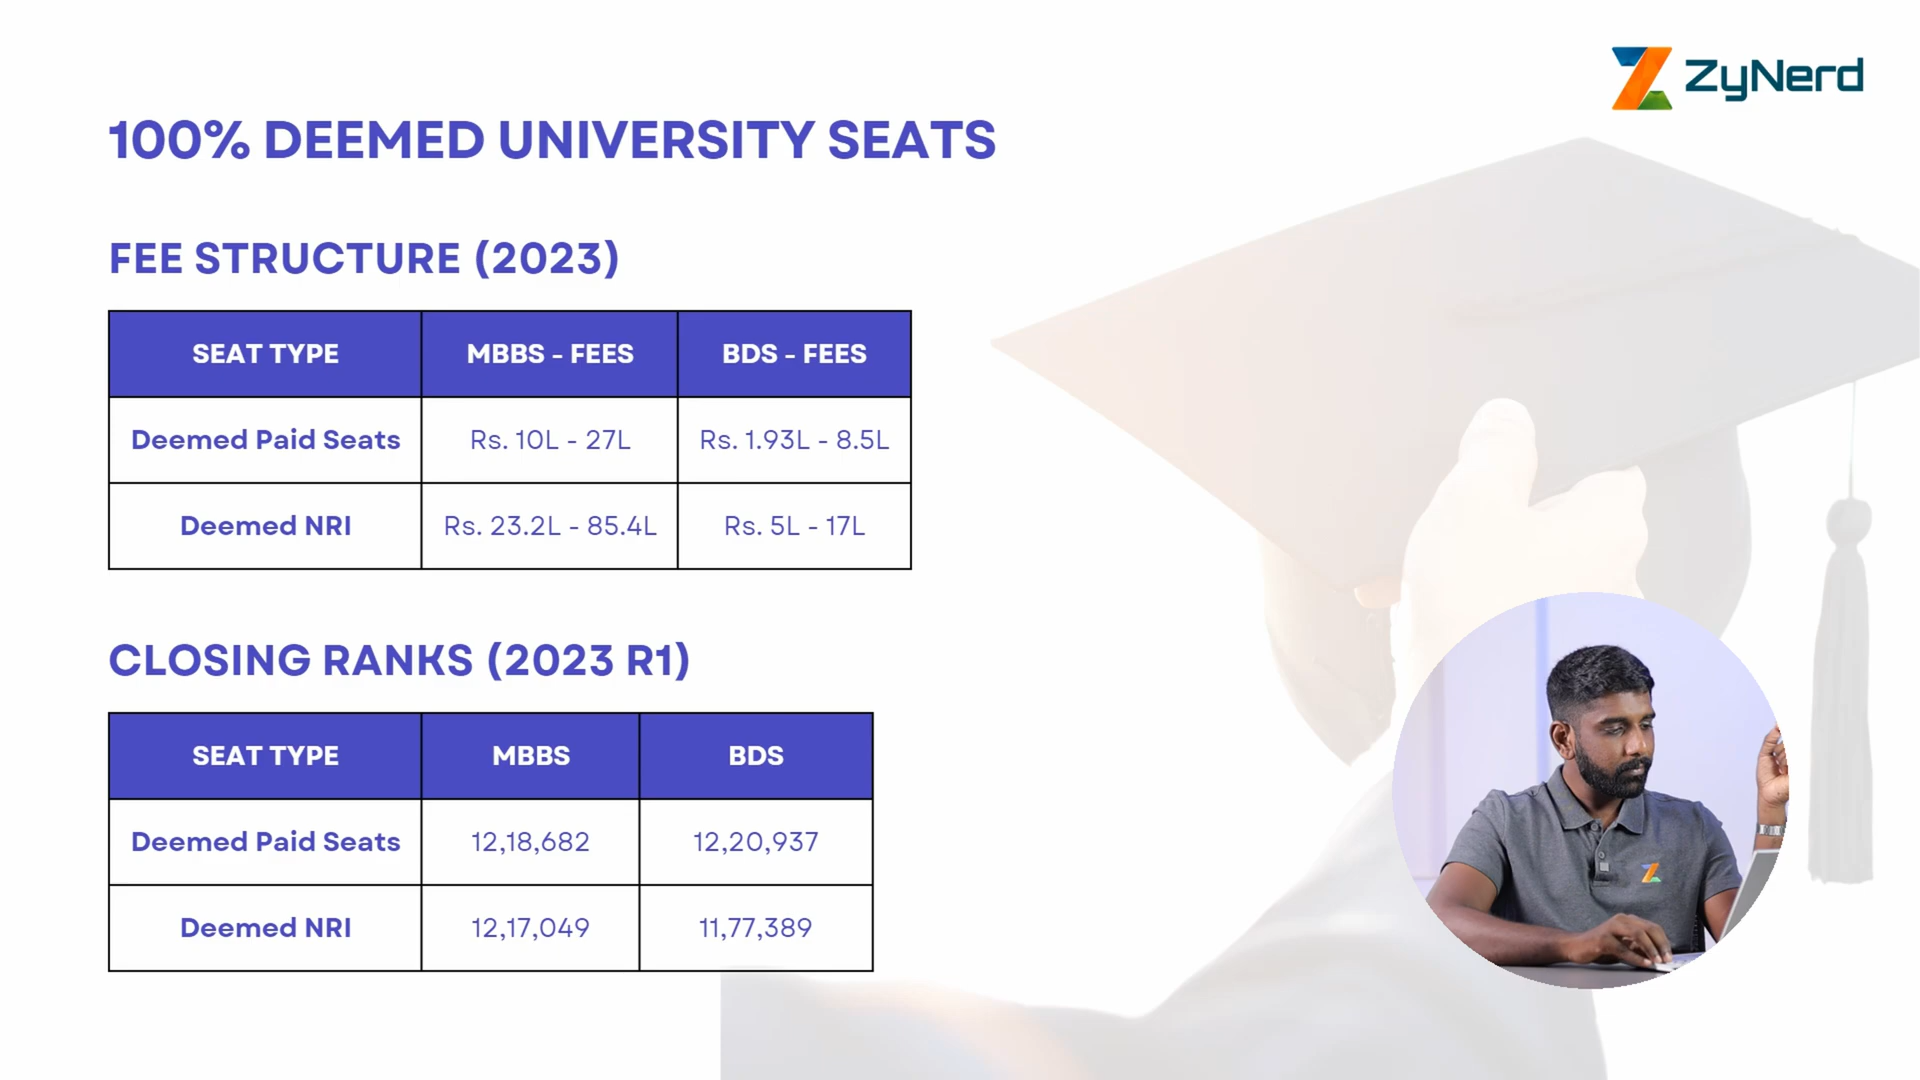 ZyNerd
100% DEEMED UNIVERSITY SEATS
FEE STRUCTURE (2023)
SEAT TYPE MBBS - FEES BDS - FEES
Deemed Paid Seats Rs. 10L - 27L Rs. 1.93L - 8.5L
Deemed NRI Rs. 23.2L - 85.4L Rs. 5L - 17L
CLOSING RANKS (2023 R1)
SEAT TYPE MBBS BDS
Deemed Paid Seats 12,18,682 12,20,937
Deemed NRI 12,17,049 11,77,389